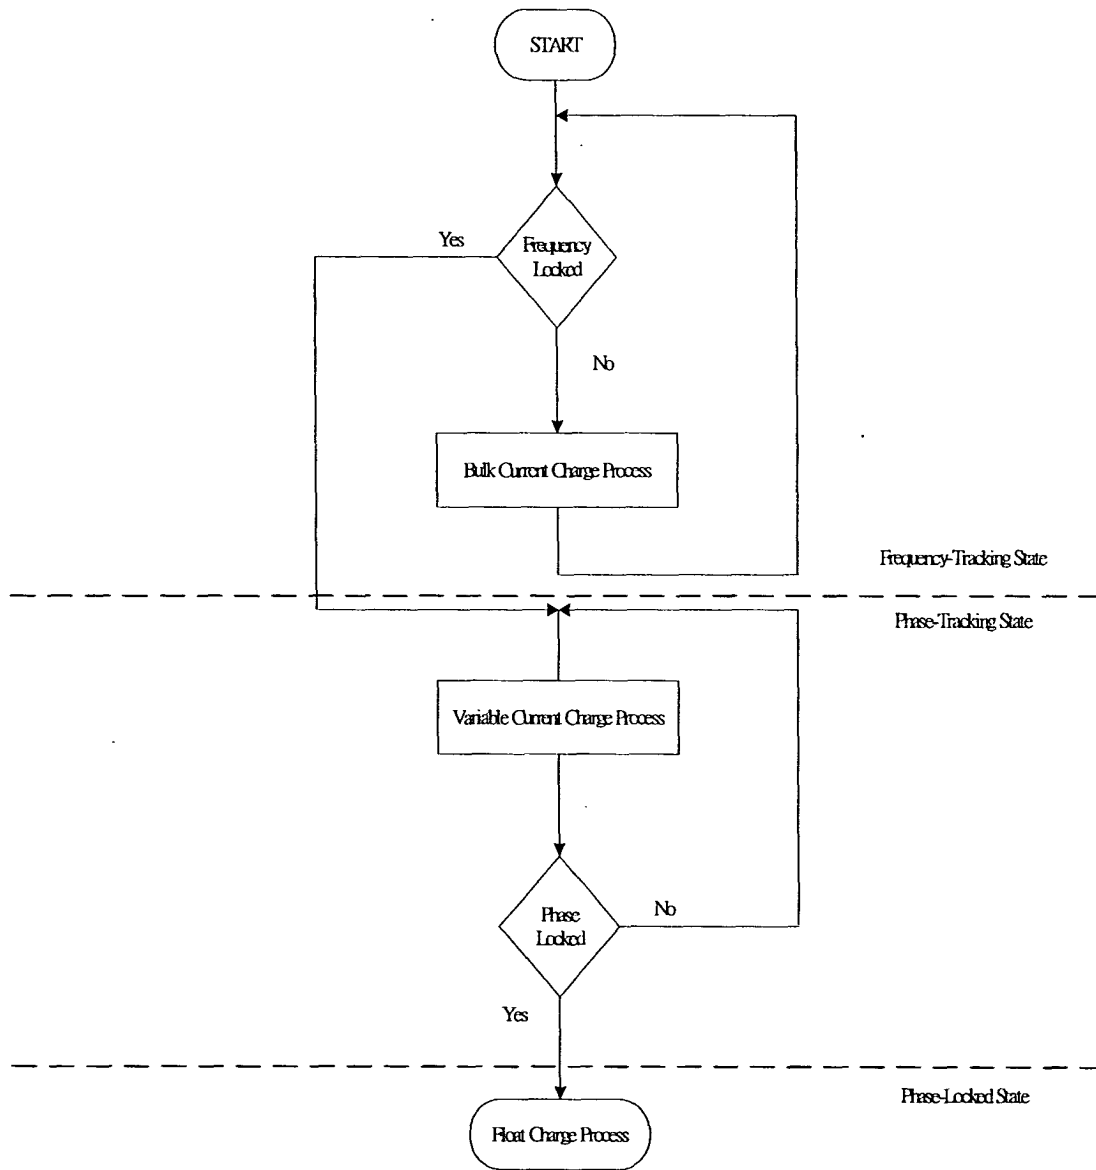 START
Yes
Frequency
Locked
No
Bulk Current Charge Process
Frequency-Tracking State
Phase-Tracking State
Variable Current Charge Process
Phase
Locked
No
Yes
Phase-Locked State
Float Charge Process